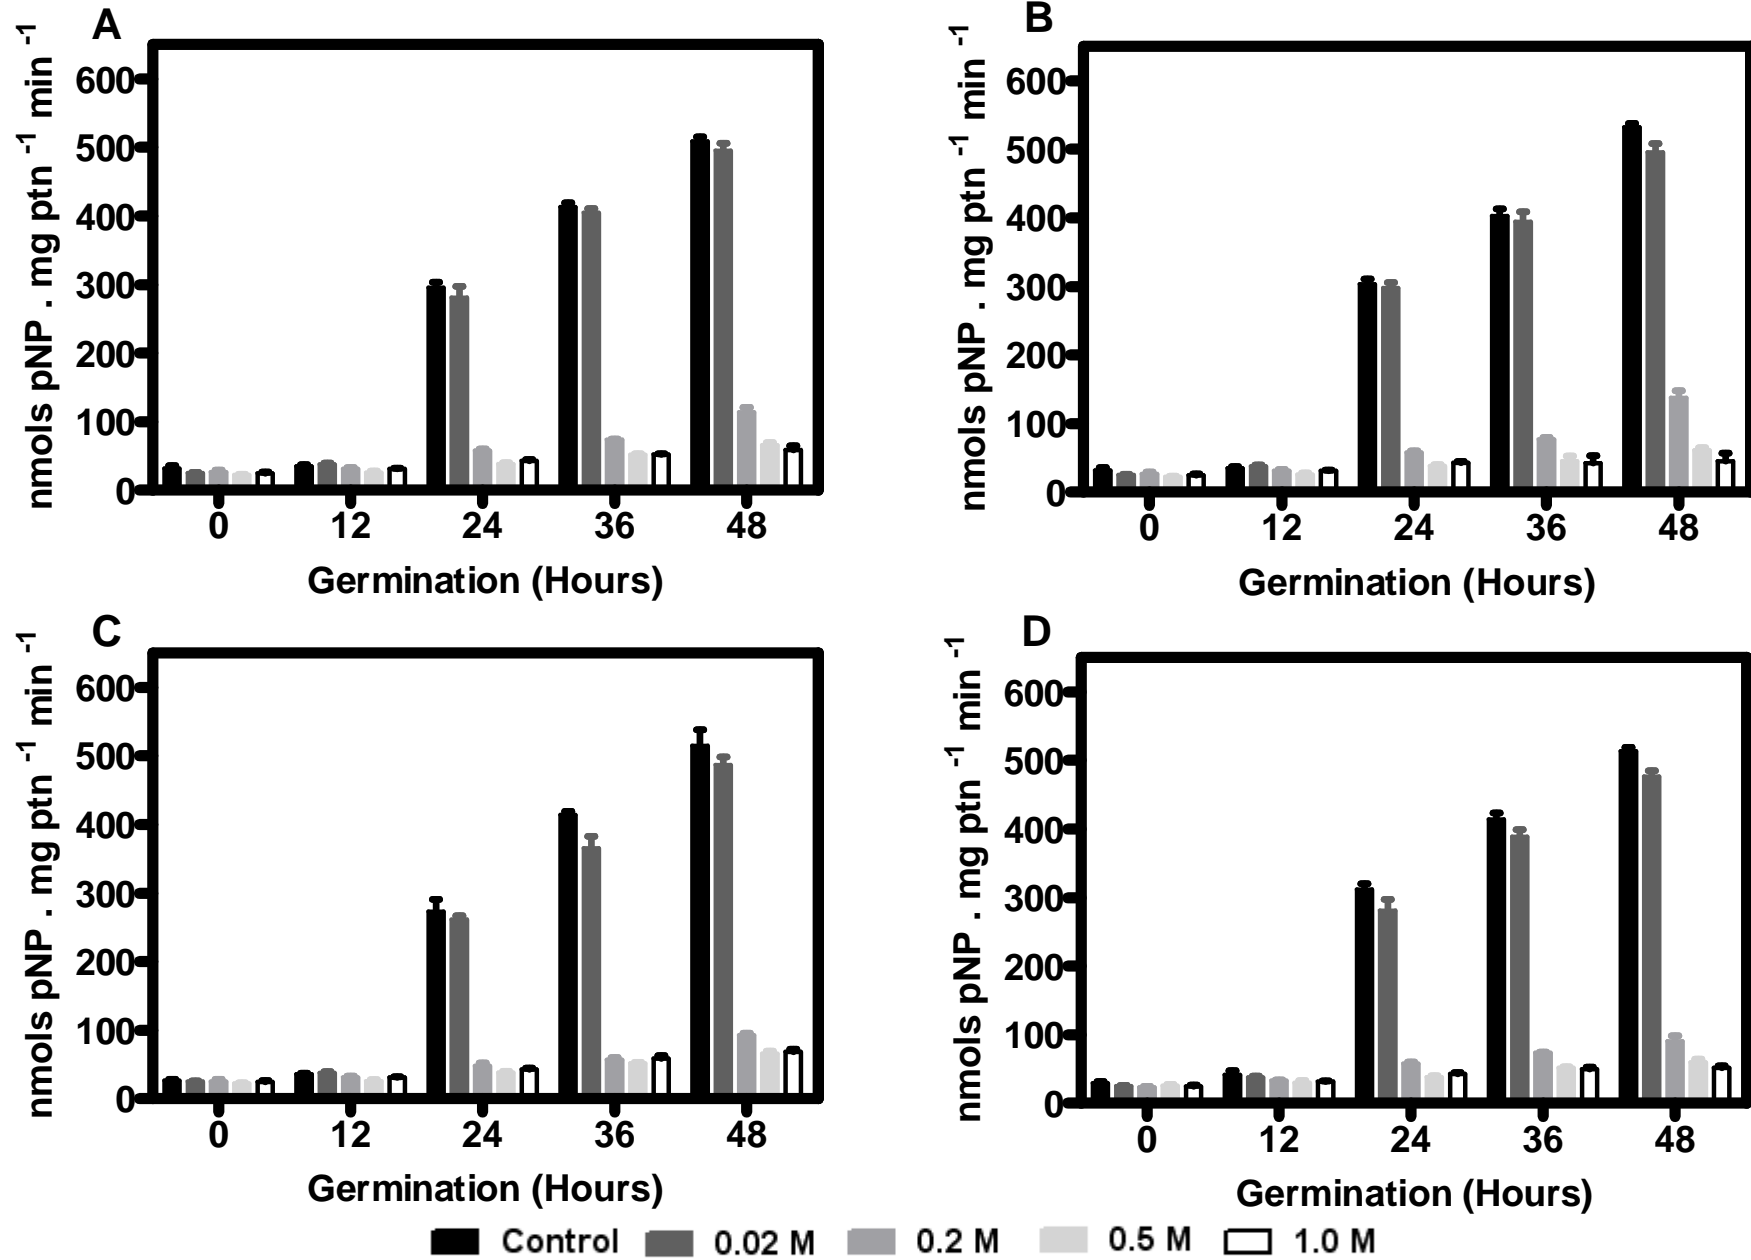 A
nmols pNP . mg ptn -1 min -1
600
500
400
300
200
100
0
0 12 24 36 48
Germination (Hours)
B
nmols pNP . mg ptn -1 min -1
600
500
400
300
200
100
0
0 12 24 36 48
Germination (Hours)
C
nmols pNP . mg ptn -1 min -1
600
500
400
300
200
100
0
0 12 24 36 48
Germination (Hours)
D
nmols pNP . mg ptn -1 min -1
600
500
400
300
200
100
0
0 12 24 36 48
Germination (Hours)
Control 0.02 M 0.2 M 0.5 M 1.0 M